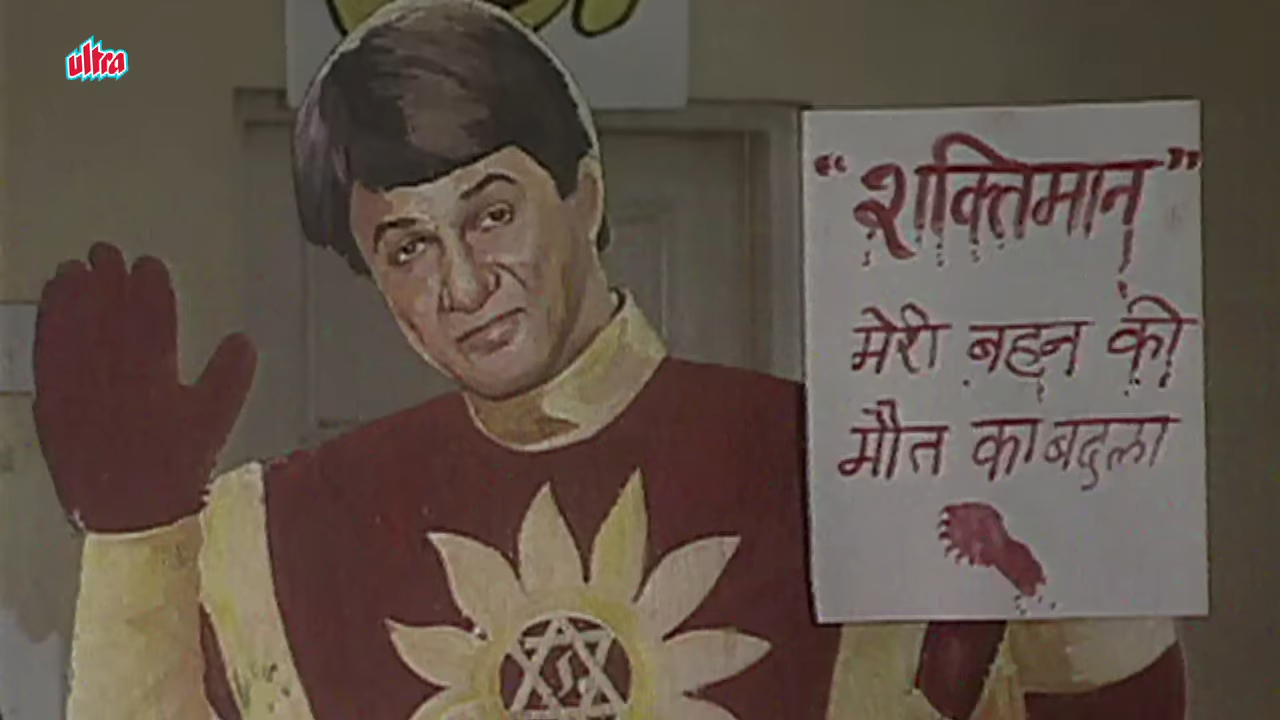 ultra
"शक्तिमान"
मेरी बहन की
मौत का बदला